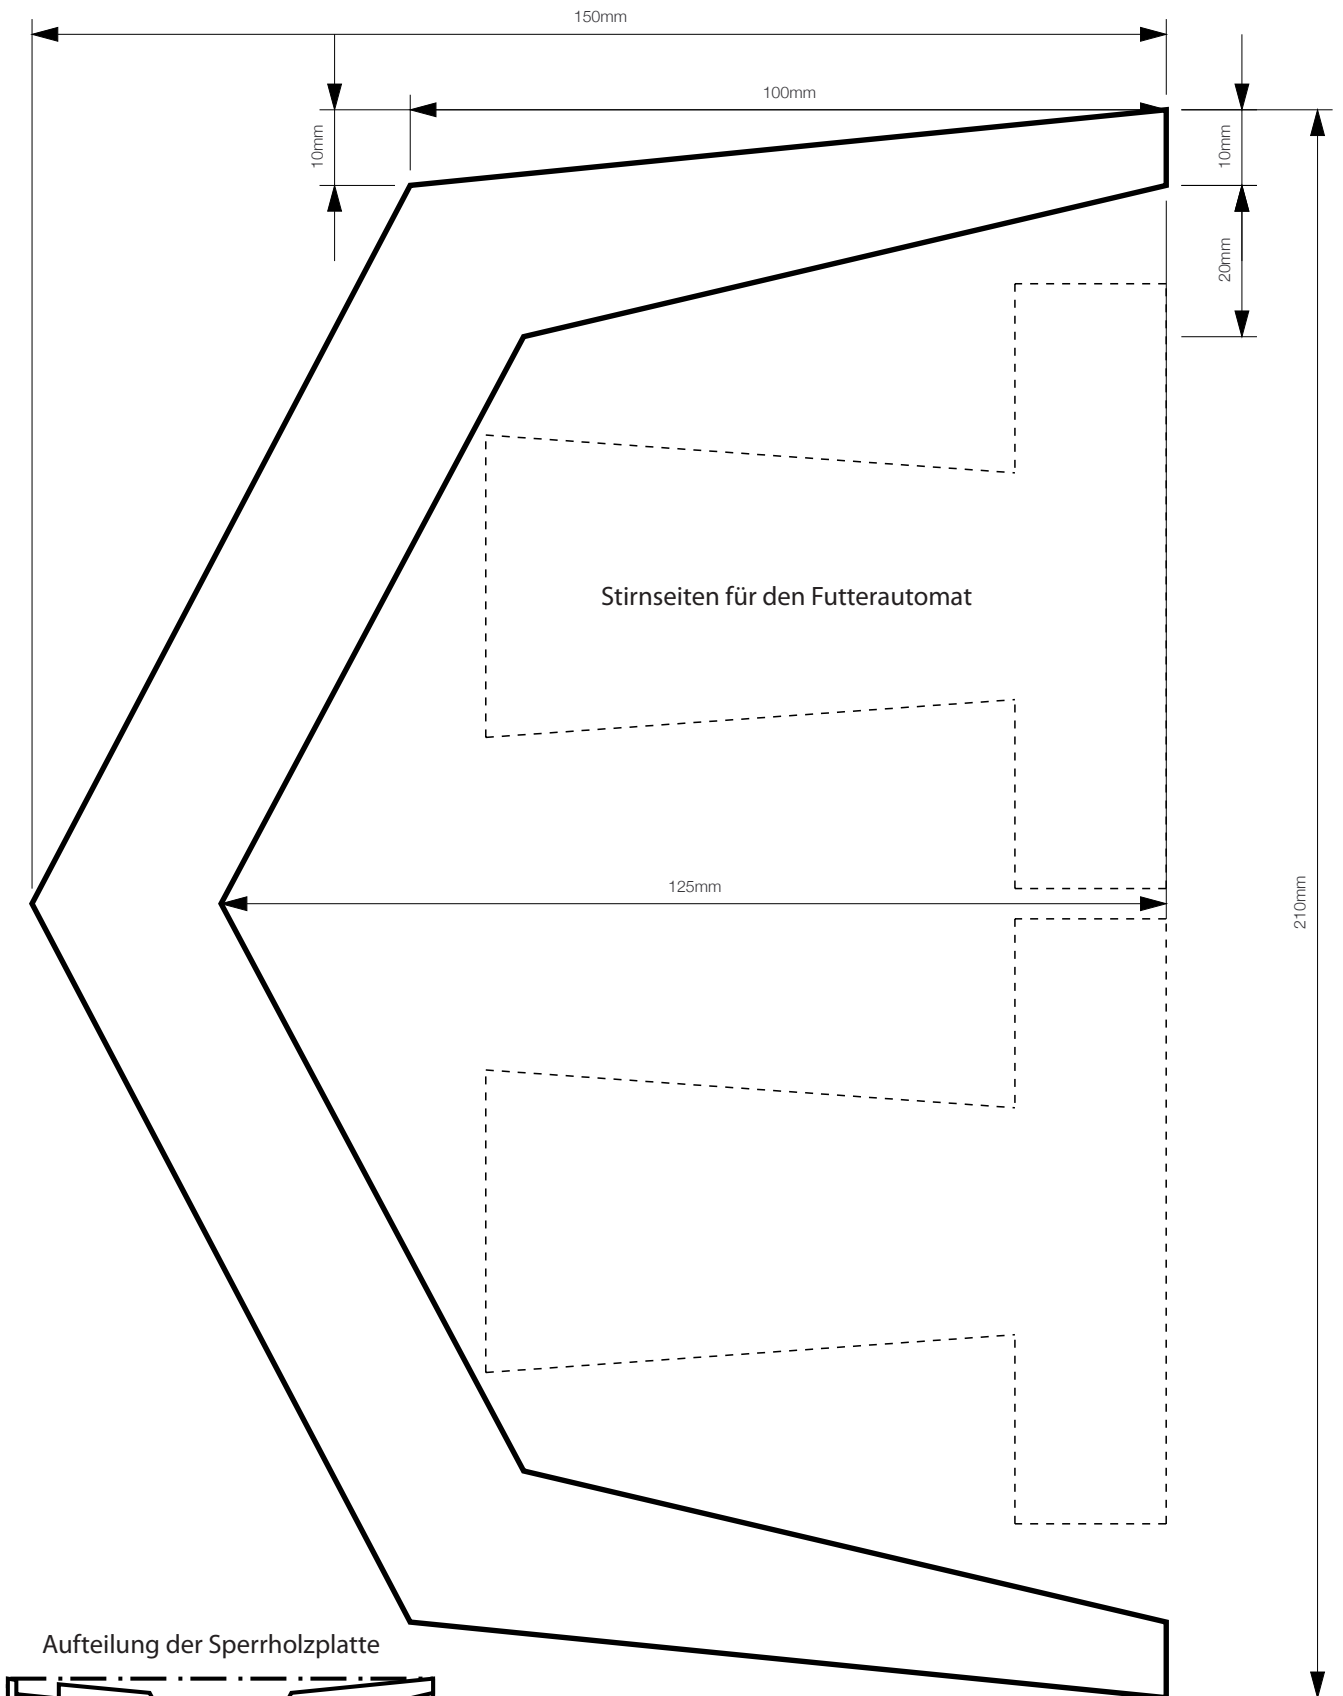 150mm
100mm
10mm
10mm
20mm
Stirnseiten für den Futterautomat
125mm
210mm
Aufteilung der Sperrholzplatte